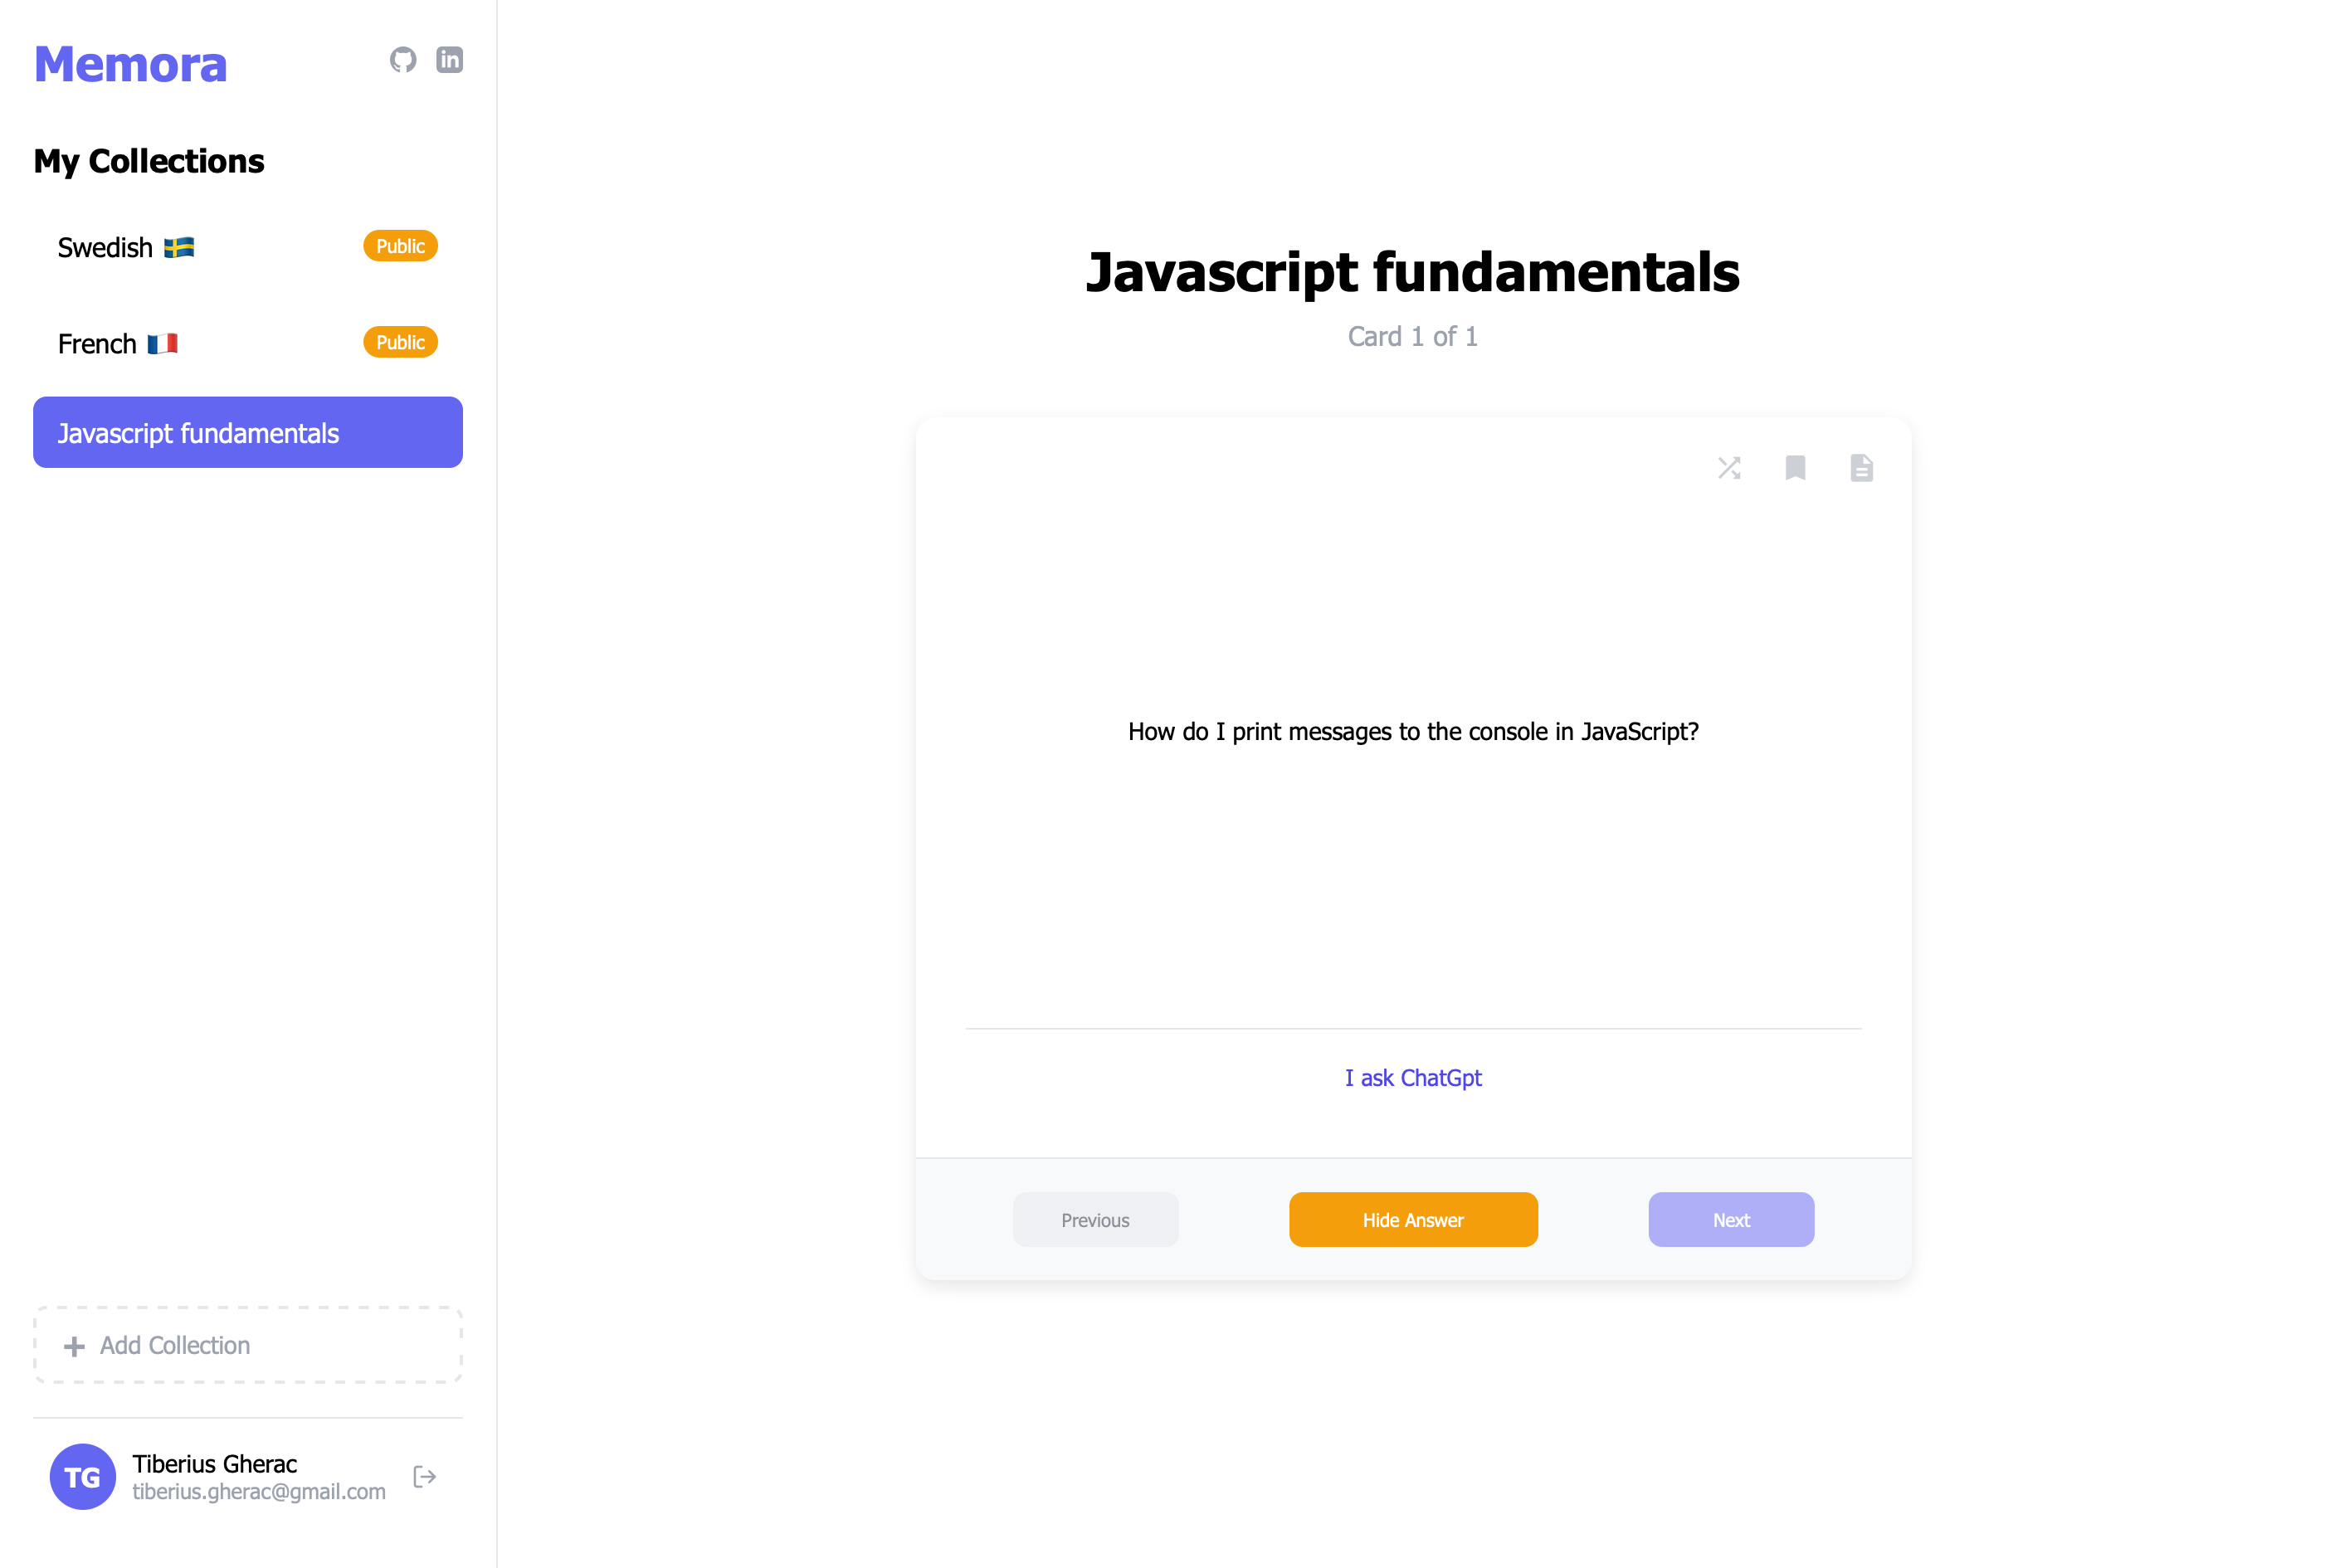 Memora
My Collections
Swedish 🇸🇪 Public
French 🇫🇷 Public
Javascript fundamentals
Add Collection
TG
Tiberius Gherac
tiberius.gherac@gmail.com
Javascript fundamentals
Card 1 of 1
How do I print messages to the console in JavaScript?
I ask ChatGpt
Previous Hide Answer Next